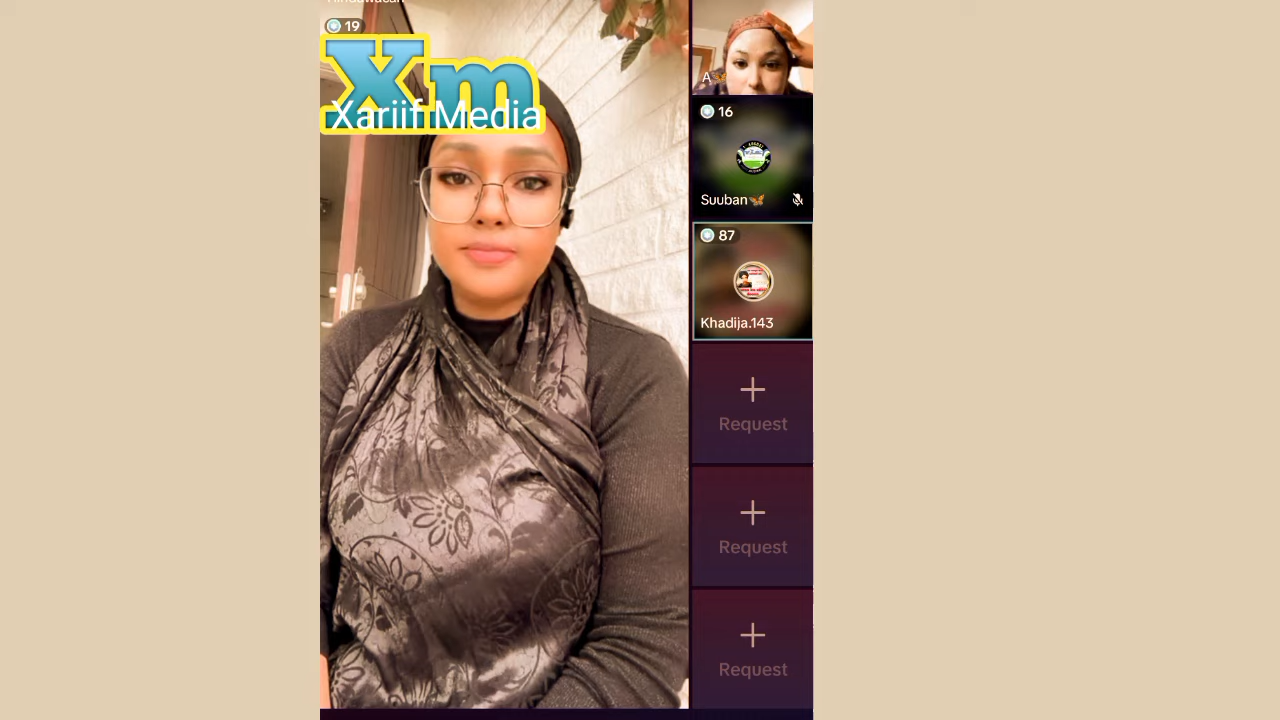 19
Xm
Xariif Media
A🦋
16
Suuban🦋
87
Khadija.143
Request
Request
Request